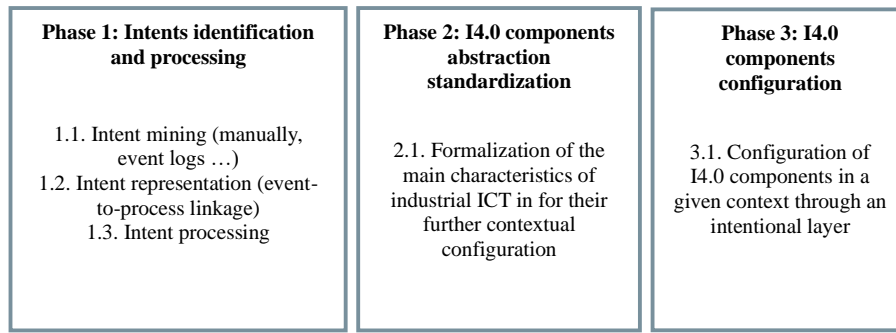 Phase 1: Intents identification
and processing
1.1. Intent mining (manually,
event logs …)
1.2. Intent representation (event-
to-process linkage)
1.3. Intent processing
Phase 2: I4.0 components
abstraction
standardization
2.1. Formalization of the
main characteristics of
industrial ICT in for their
further contextual
configuration
Phase 3: I4.0
components
configuration
3.1. Configuration of
I4.0 components in a
given context through an
intentional layer